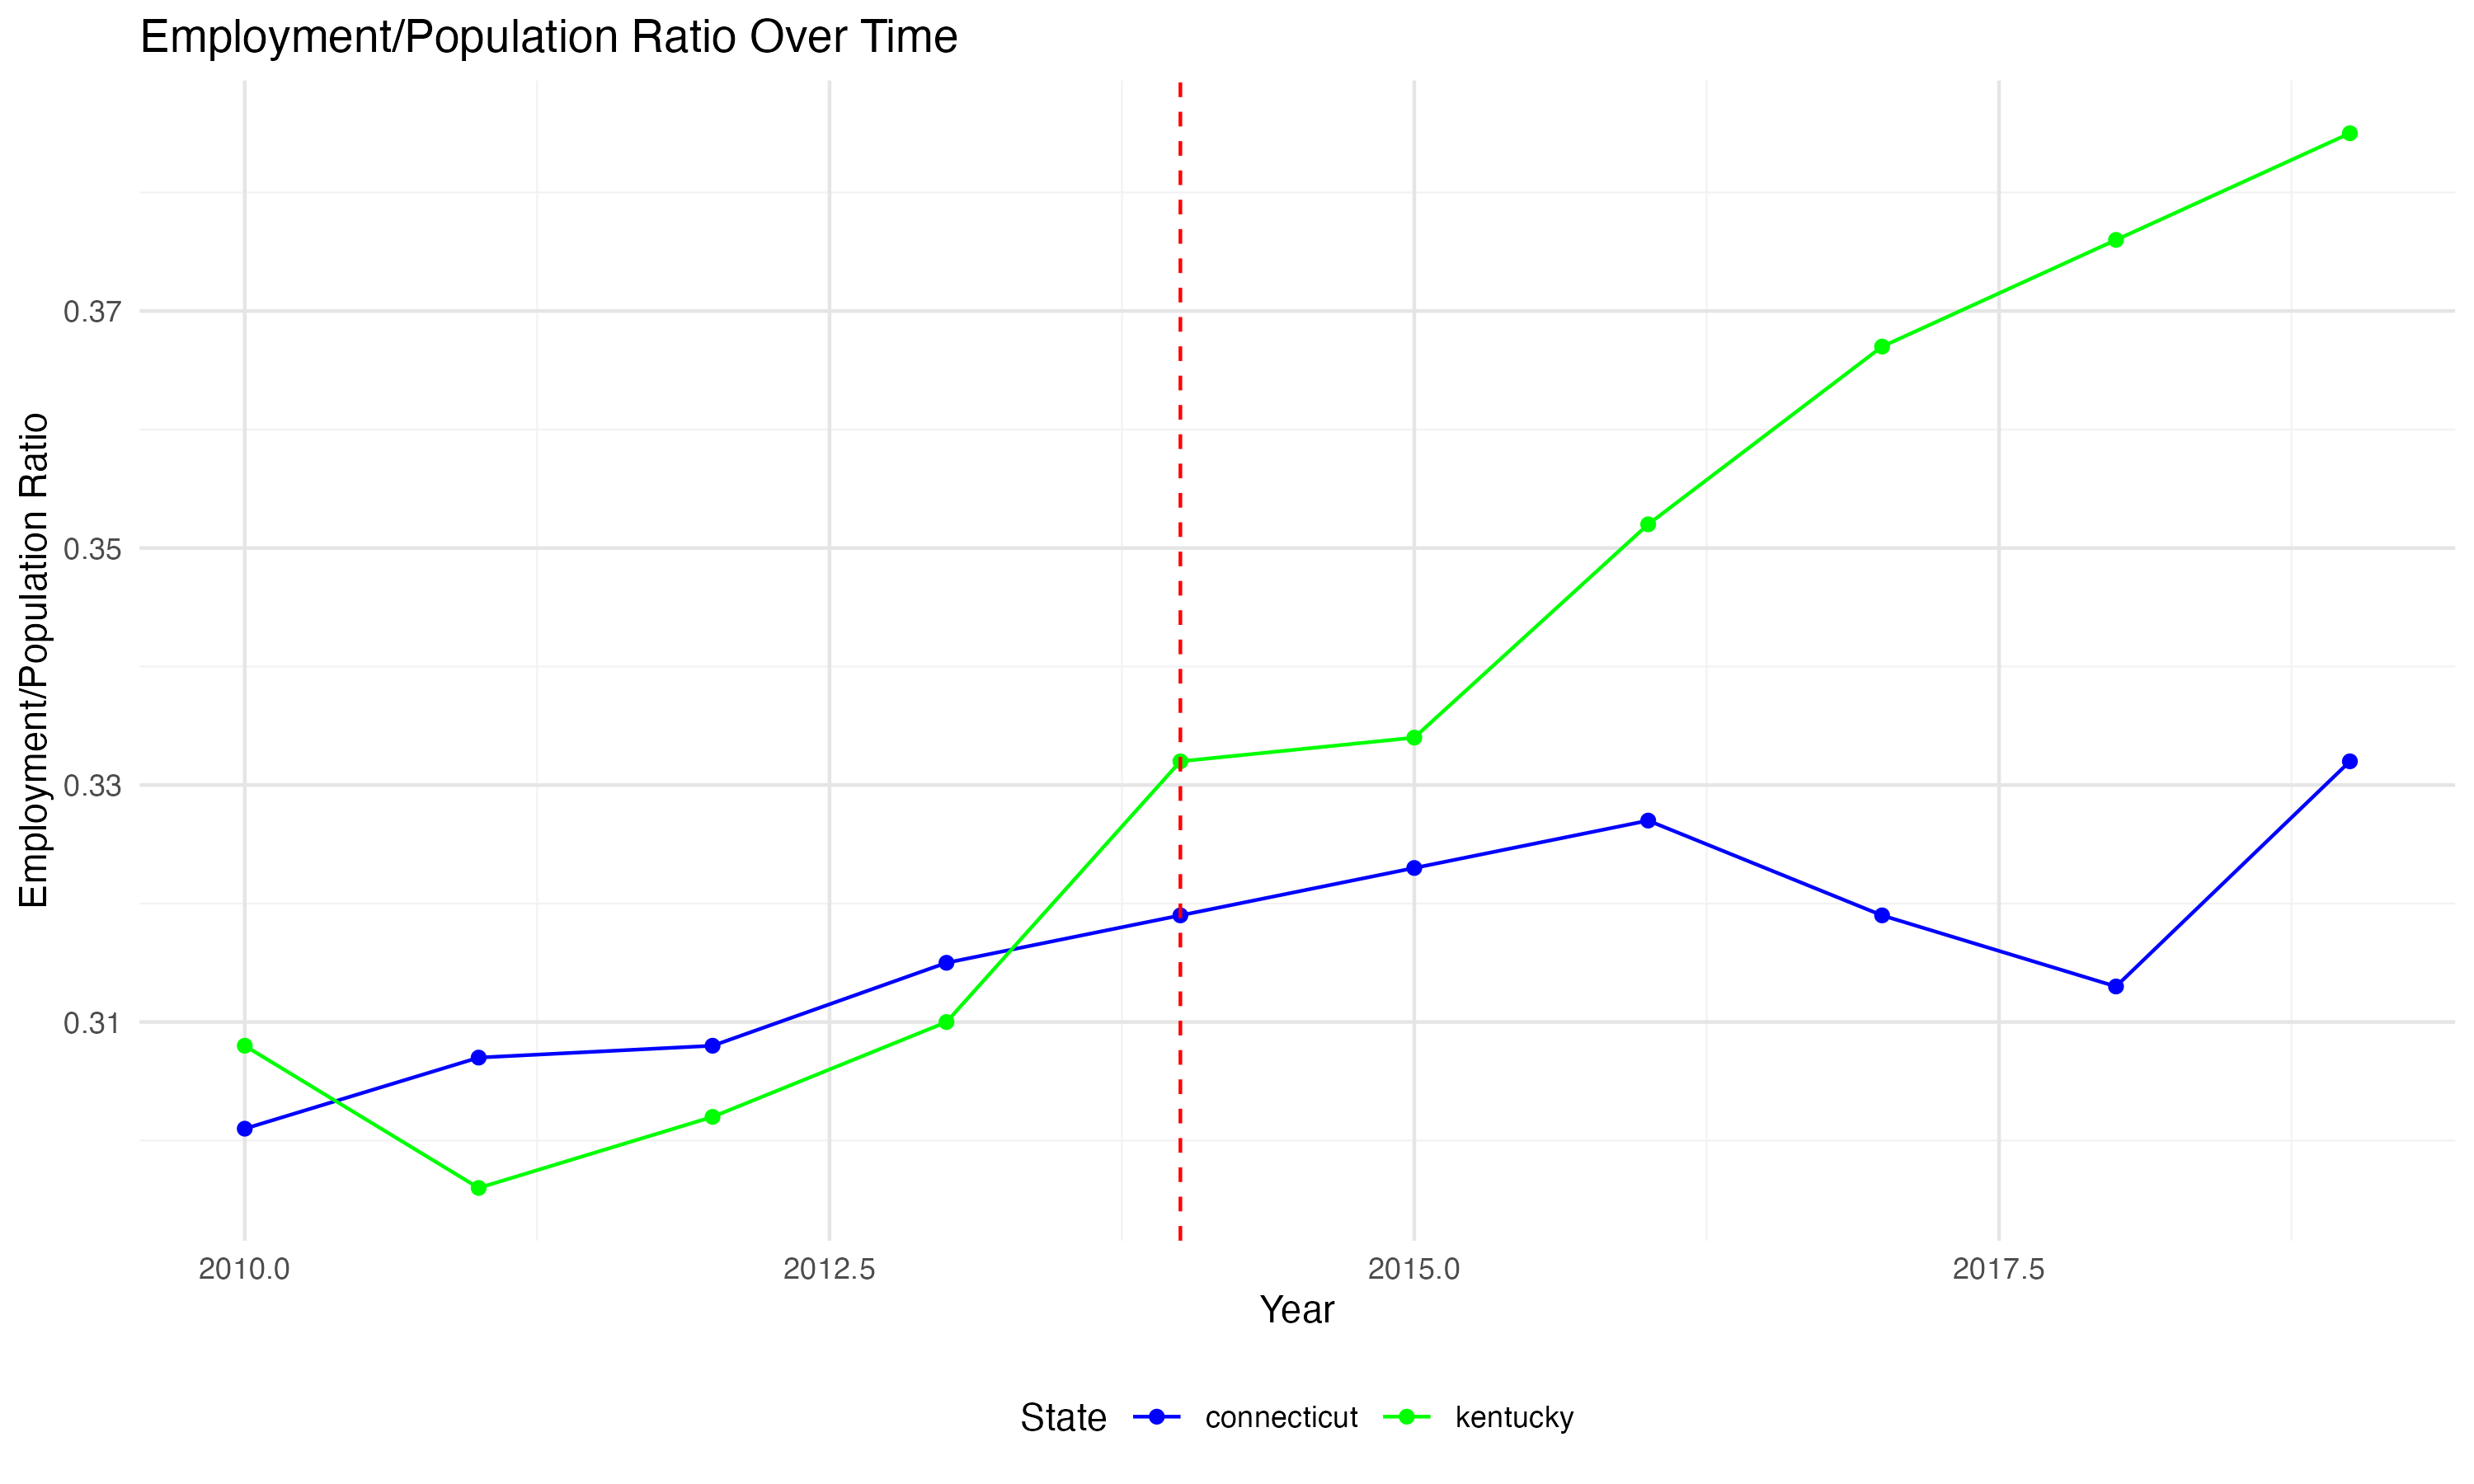 Employment/Population Ratio Over Time
Employment/Population Ratio
0.37
0.35
0.33
0.31
2010.0 2012.5 2015.0 2017.5
Year
State connecticut kentucky